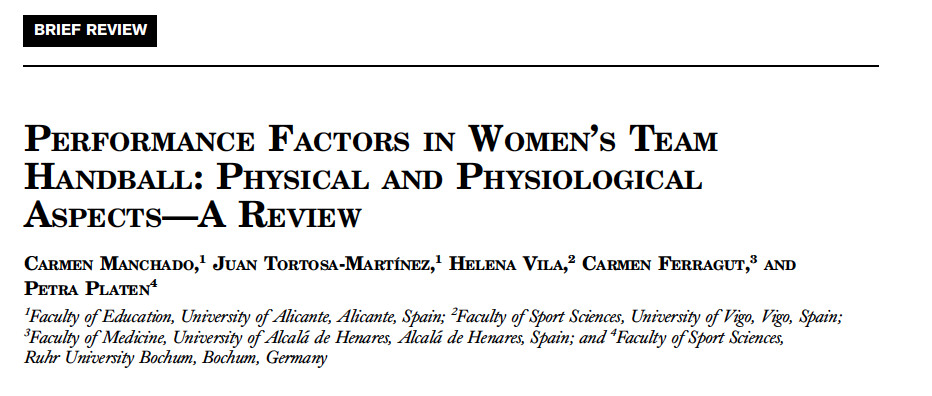 BRIEF REVIEW
PERFORMANCE FACTORS IN WOMEN'S TEAM
HANDBALL: PHYSICAL AND PHYSIOLOGICAL
ASPECTS—A REVIEW
CARMEN MANCHADO,¹ JUAN TORTOSA-MARTÍNEZ,¹ HELENA VILA,² CARMEN FERRAGUT,³ AND
PETRA PLATEN⁴
¹Faculty of Education, University of Alicante, Alicante, Spain; ²Faculty of Sport Sciences, University of Vigo, Vigo, Spain;
³Faculty of Medicine, University of Alcalá de Henares, Alcalá de Henares, Spain; and ⁴Faculty of Sport Sciences,
Ruhr University Bochum, Bochum, Germany